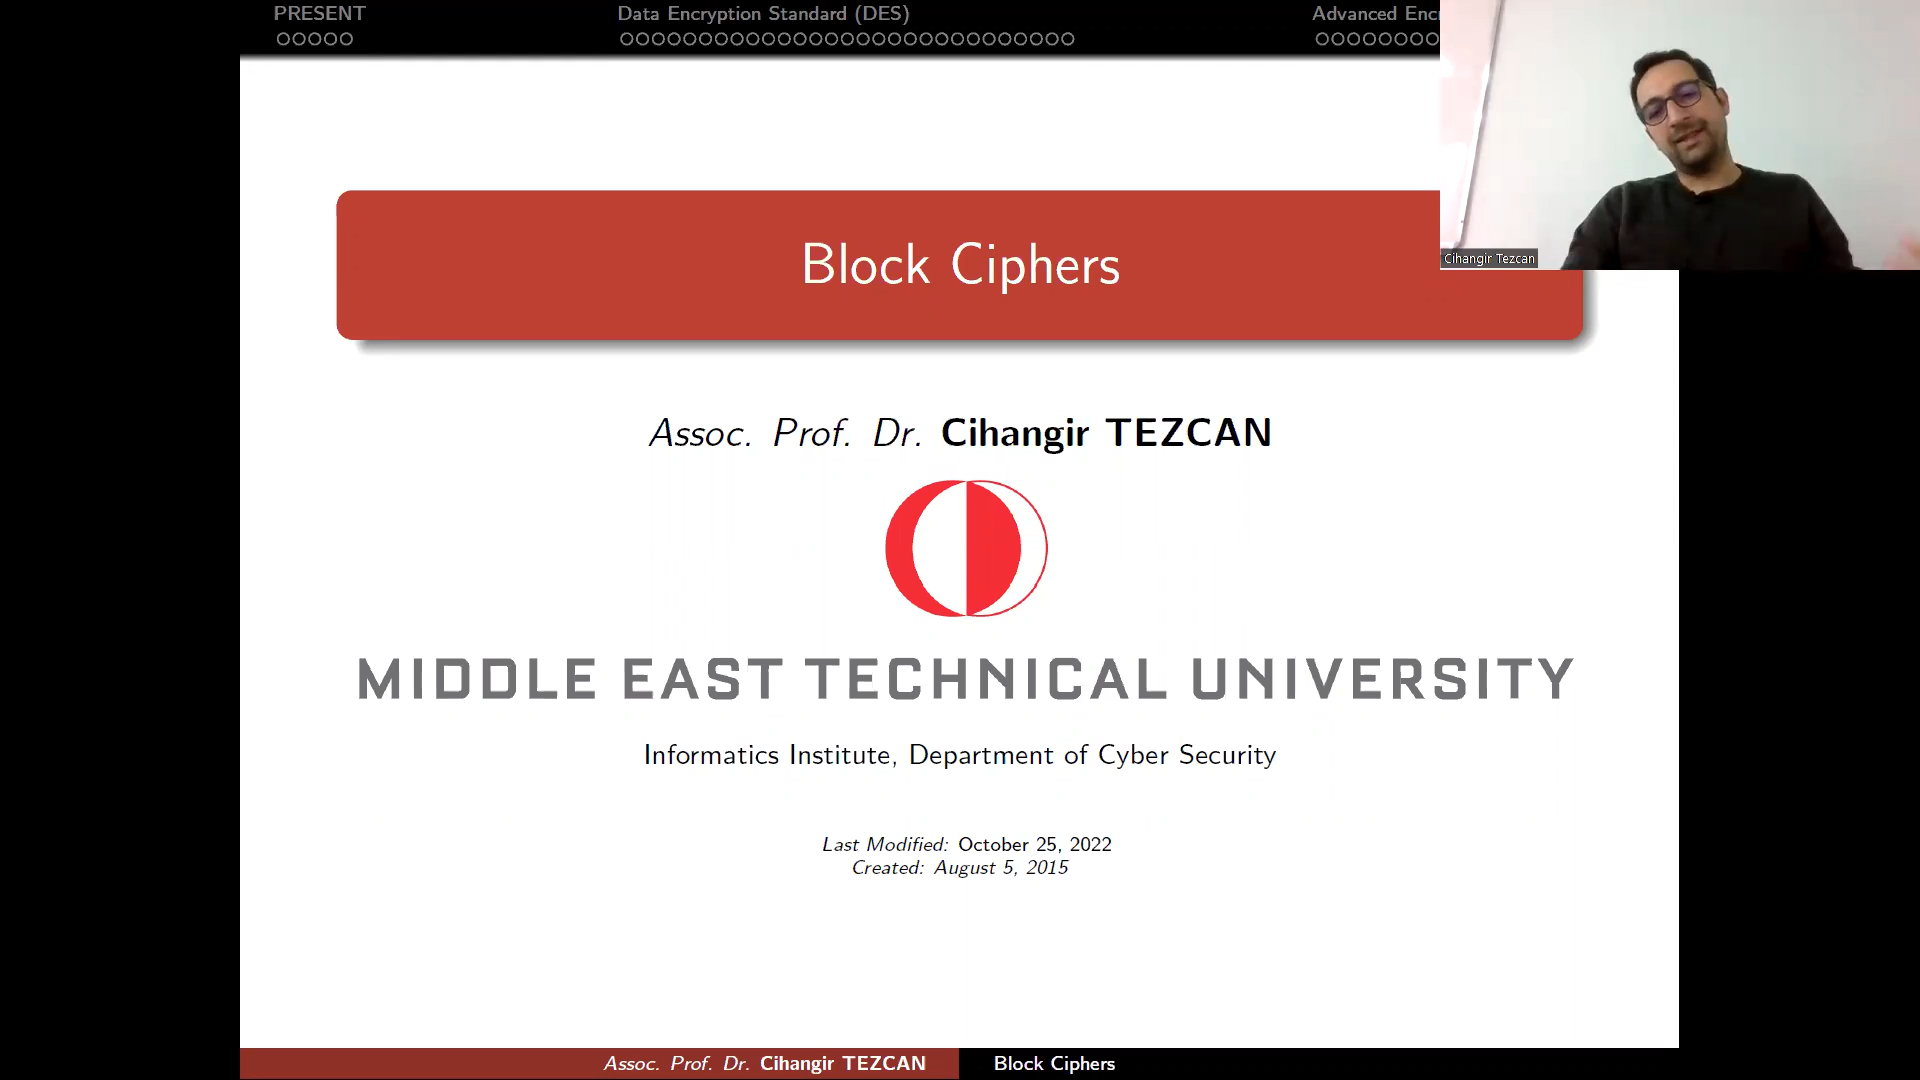 PRESENT
Data Encryption Standard (DES)
Advanced Encr
Cihangir Tezcan
Block Ciphers
Assoc. Prof. Dr. Cihangir TEZCAN
MIDDLE EAST TECHNICAL UNIVERSITY
Informatics Institute, Department of Cyber Security
Last Modified: October 25, 2022
Created: August 5, 2015
Assoc. Prof. Dr. Cihangir TEZCAN
Block Ciphers